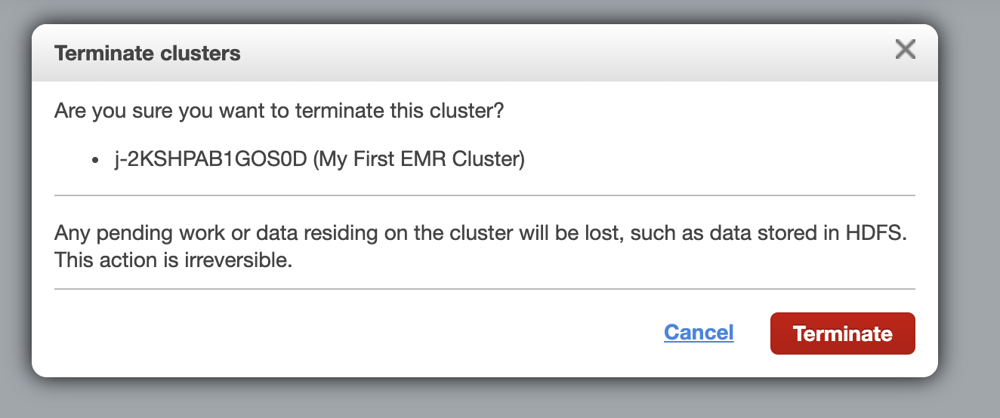 Terminate clusters
Are you sure you want to terminate this cluster?
• j-2KSHPAB1GOS0D (My First EMR Cluster)
Any pending work or data residing on the cluster will be lost, such as data stored in HDFS.
This action is irreversible.
Cancel
Terminate